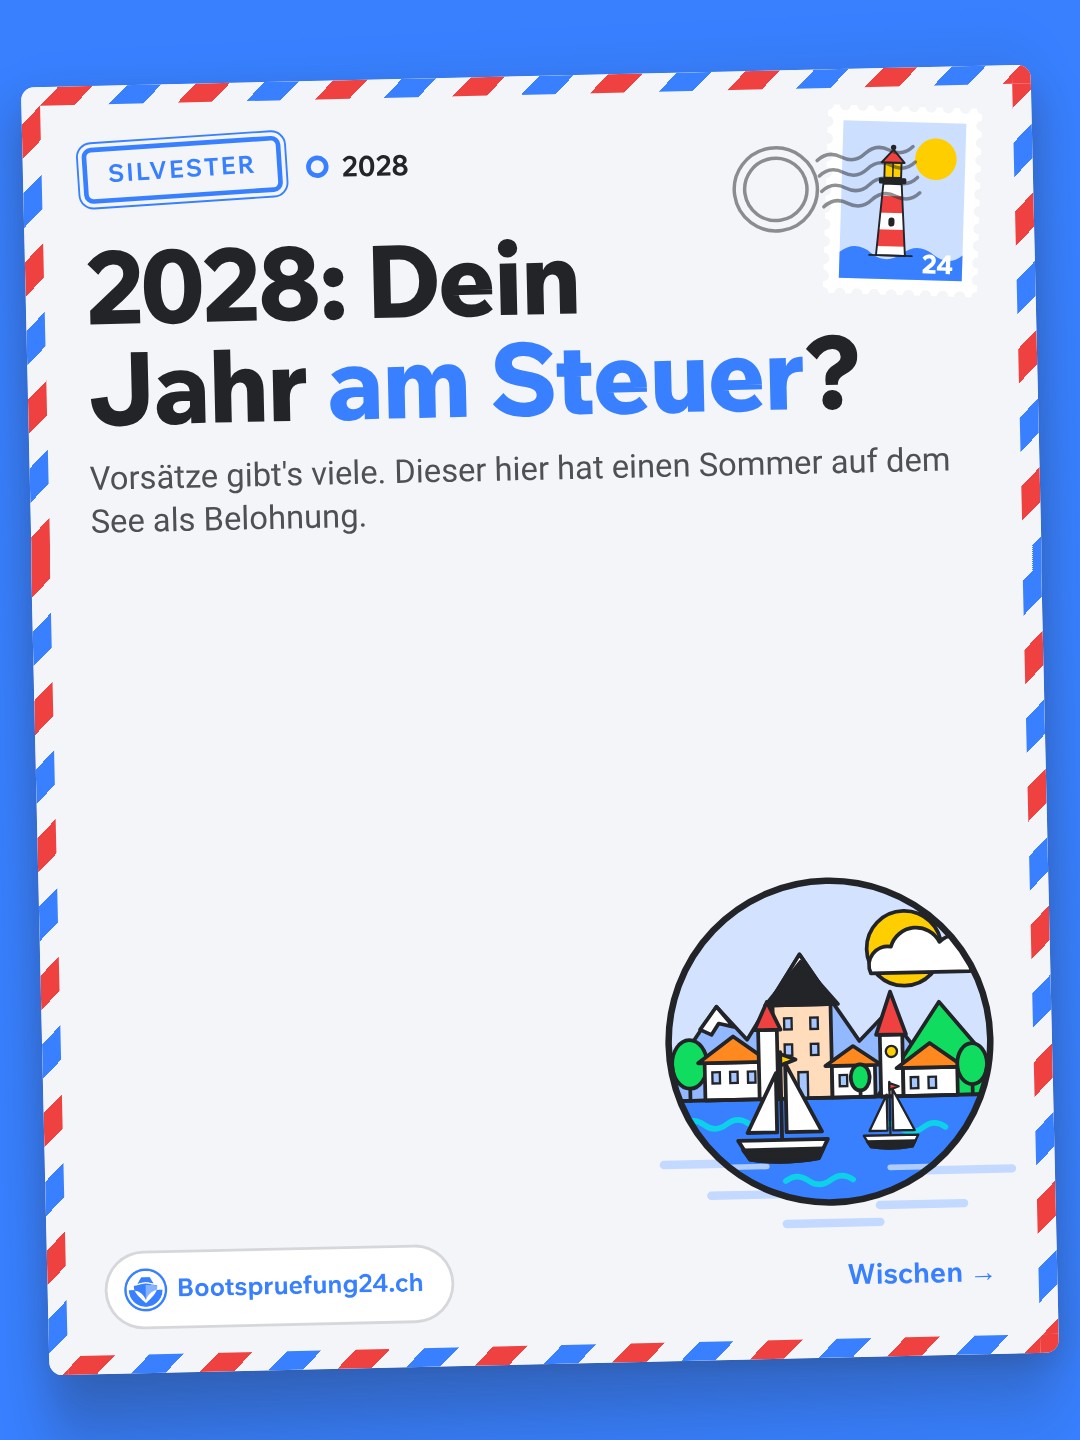 SILVESTER
2028
24
2028: Dein
Jahr am Steuer?
Vorsätze gibt's viele. Dieser hier hat einen Sommer auf dem
See als Belohnung.
Bootspruefung24.ch
Wischen →